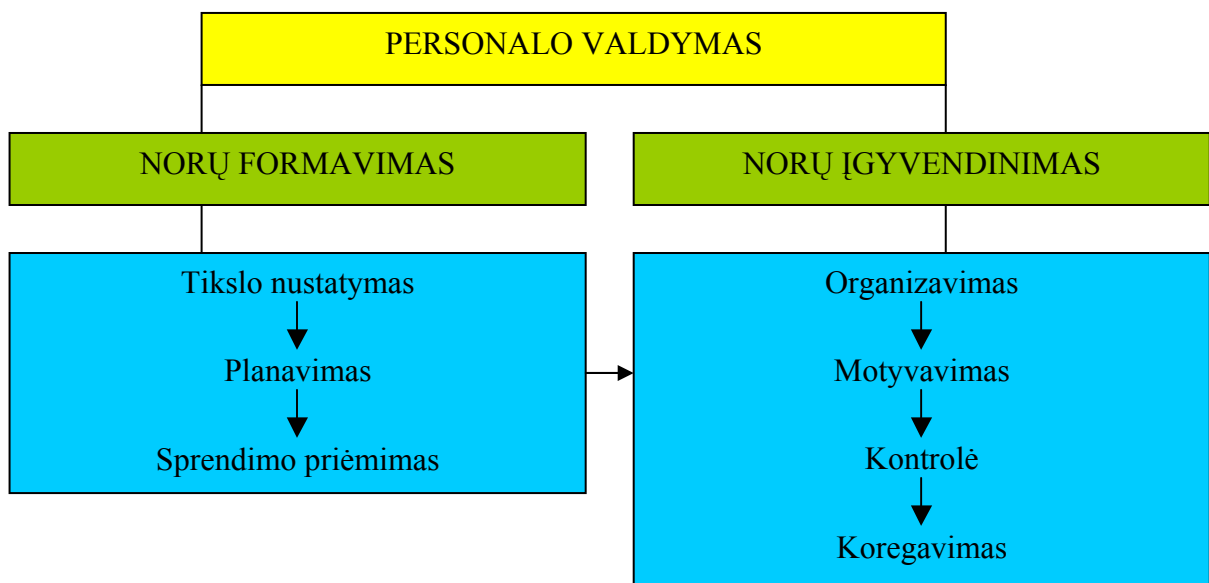 PERSONALO VALDYMAS
NORŲ FORMAVIMAS
Tikslo nustatymas
Planavimas
Sprendimo priėmimas
NORŲ ĮGYVENDINIMAS
Organizavimas
Motyvavimas
Kontrolė
Koregavimas